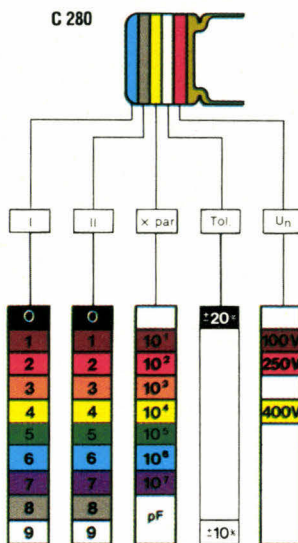 C 280
I II × par Tol. Un
0 0 ±20%
1 1 10¹ 100V
2 2 10² 250V
3 3 10³
4 4 10⁴ 400V
5 5 10⁵
6 6 10⁶
7 7 10⁷
8 8 pF
9 9 ±10%